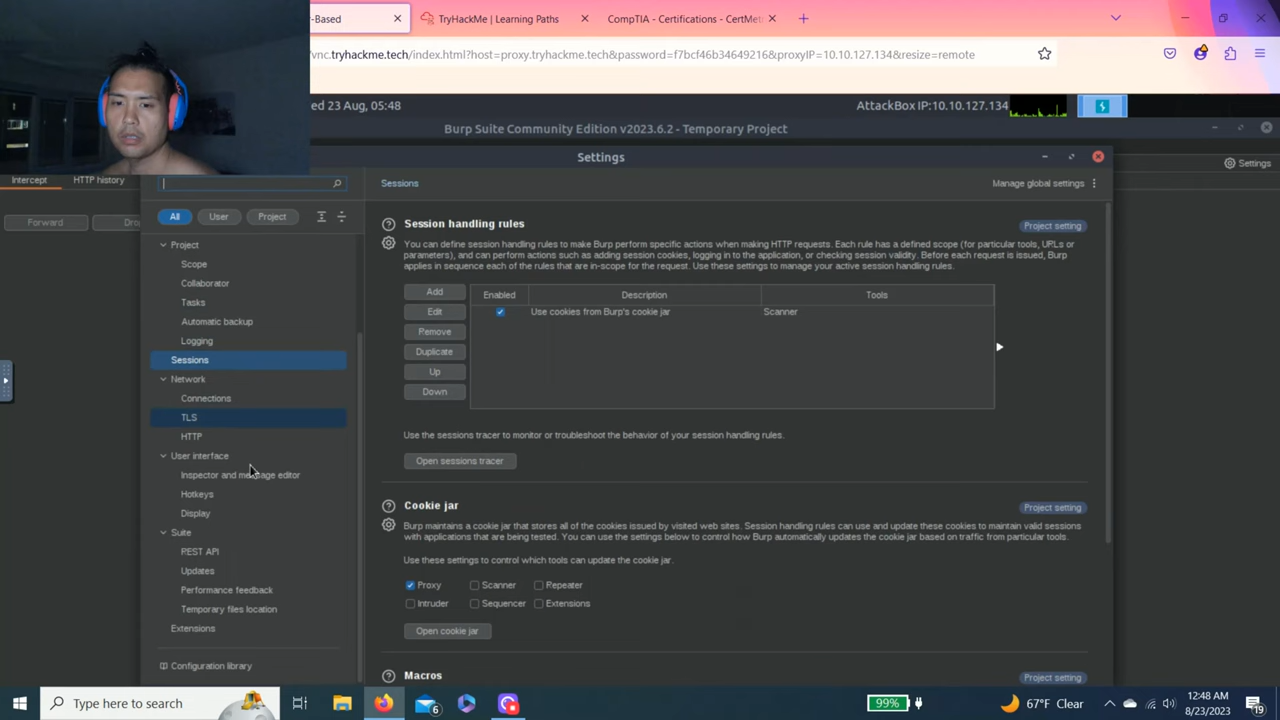 -Based
TryHackMe | Learning Paths
CompTIA - Certifications - CertMetr
vnc.tryhackme.tech/index.html?host=proxy.tryhackme.tech&password=f7bcf46b34649216&proxyIP=10.10.127.134&resize=remote
ed 23 Aug, 05:48
AttackBox IP:10.10.127.134
Burp Suite Community Edition v2023.6.2 - Temporary Project
Settings
Settings
Intercept
HTTP history
Forward
Dro
Sessions
Manage global settings
All
User
Project
Project
Scope
Collaborator
Tasks
Automatic backup
Logging
Sessions
Network
Connections
TLS
HTTP
User interface
Inspector and message editor
Hotkeys
Display
Suite
REST API
Updates
Performance feedback
Temporary files location
Extensions
Configuration library
Session handling rules
Project setting
You can define session handling rules to make Burp perform specific actions when making HTTP requests. Each rule has a defined scope (for particular tools, URLs or
parameters), and can perform actions such as adding session cookies, logging in to the application, or checking session validity. Before each request is issued, Burp
applies in sequence each of the rules that are in-scope for the request. Use these settings to manage your active session handling rules.
Add
Edit
Remove
Duplicate
Up
Down
Enabled
Description
Tools
Use cookies from Burp's cookie jar
Scanner
Use the sessions tracer to monitor or troubleshoot the behavior of your session handling rules.
Open sessions tracer
Cookie jar
Project setting
Burp maintains a cookie jar that stores all of the cookies issued by visited web sites. Session handling rules can use and update these cookies to maintain valid sessions
with applications that are being tested. You can use the settings below to control how Burp automatically updates the cookie jar based on traffic from particular tools.
Use these settings to control which tools can update the cookie jar.
Proxy
Scanner
Repeater
Intruder
Sequencer
Extensions
Open cookie jar
Macros
Project setting
Type here to search
6
99%
67°F Clear
12:48 AM
8/23/2023
19